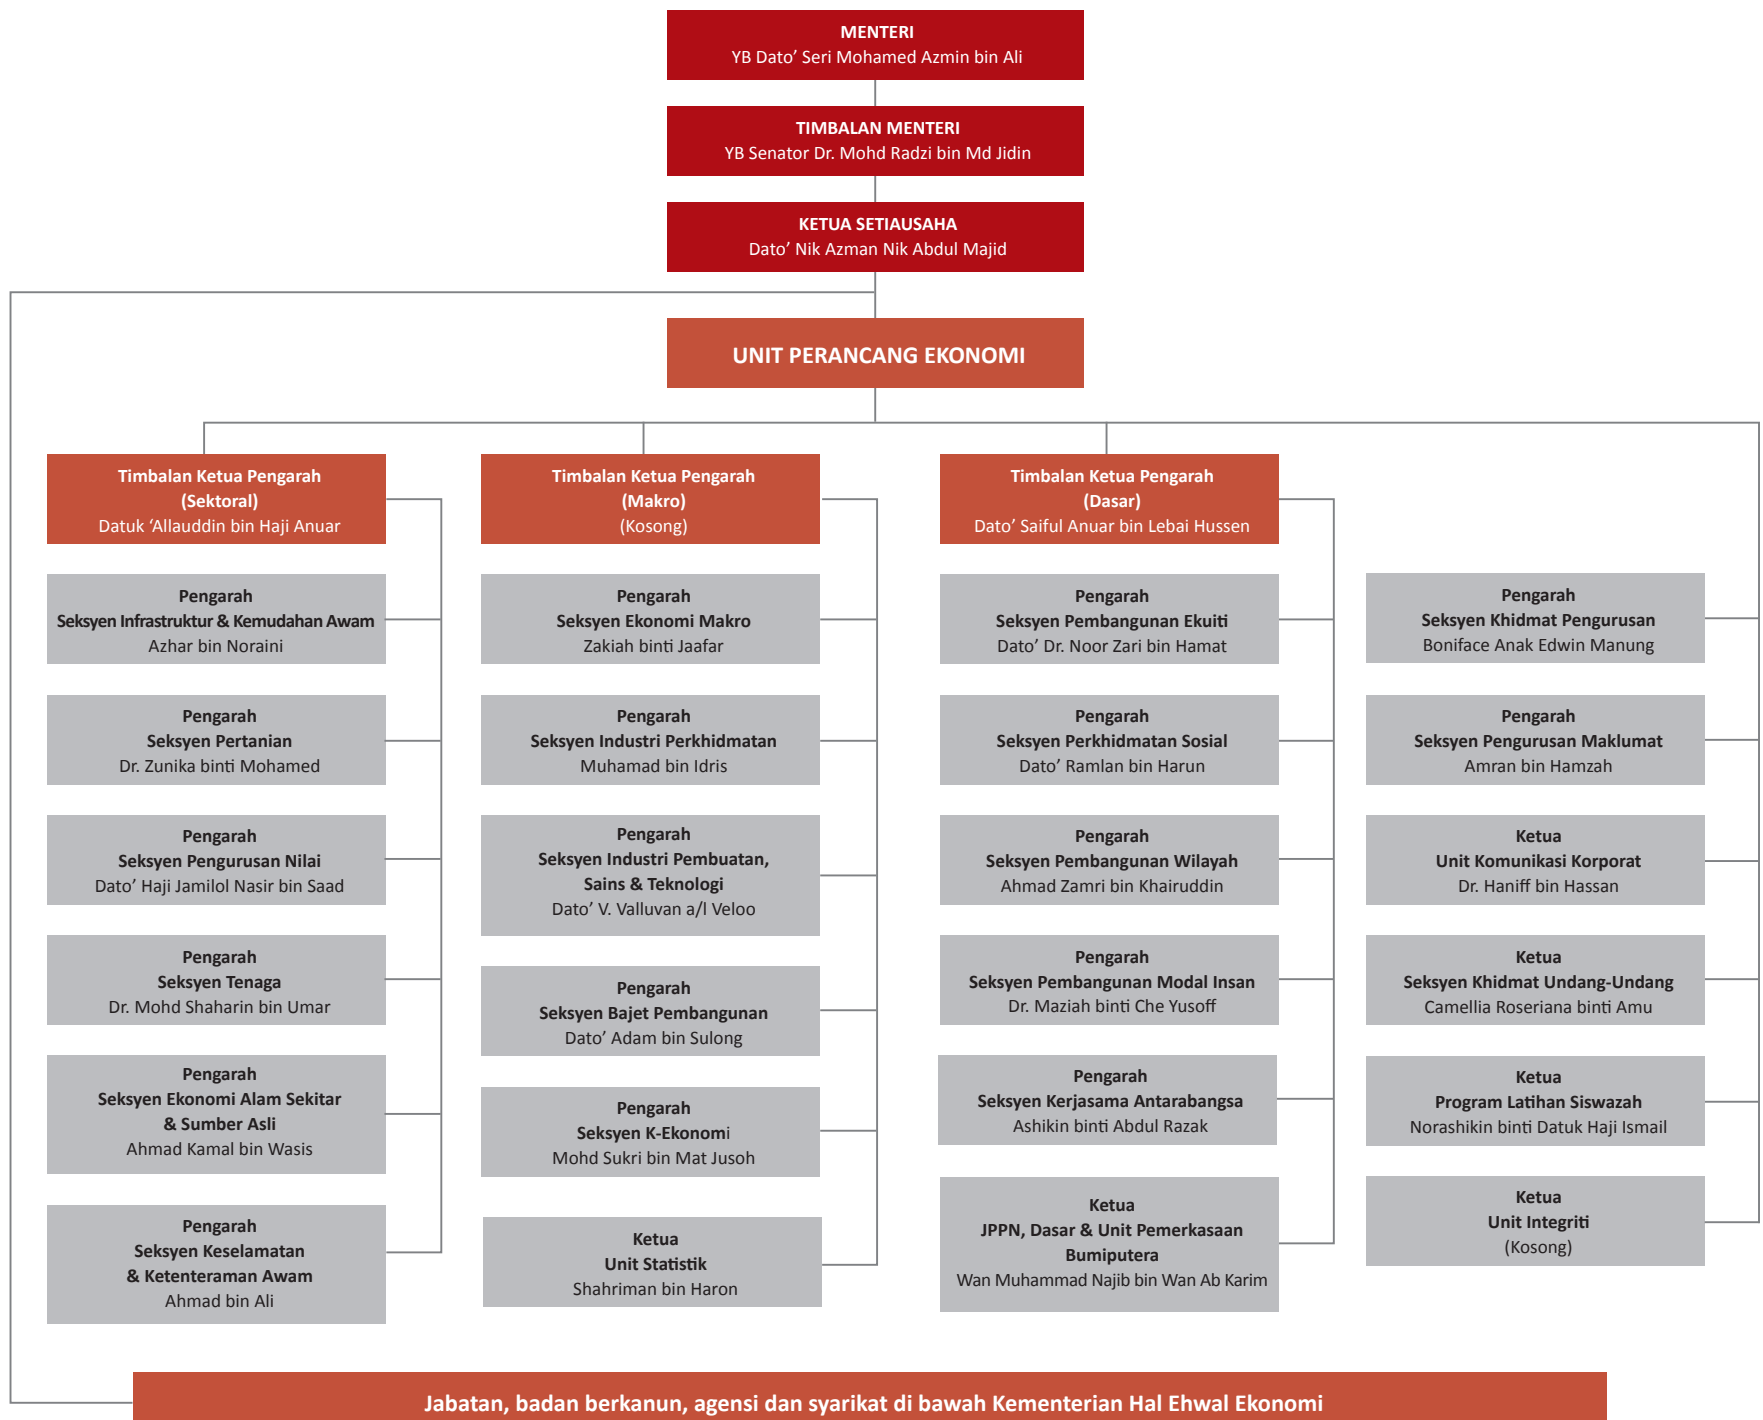 MENTERI
YB Dato’ Seri Mohamed Azmin bin Ali
TIMBALAN MENTERI
YB Senator Dr. Mohd Radzi bin Md Jidin
KETUA SETIAUSAHA
Dato’ Nik Azman Nik Abdul Majid
UNIT PERANCANG EKONOMI
Timbalan Ketua Pengarah
(Sektoral)
Datuk ‘Allauddin bin Haji Anuar
Pengarah
Seksyen Infrastruktur & Kemudahan Awam
Azhar bin Noraini
Pengarah
Seksyen Pertanian
Dr. Zunika binti Mohamed
Pengarah
Seksyen Pengurusan Nilai
Dato’ Haji Jamilol Nasir bin Saad
Pengarah
Seksyen Tenaga
Dr. Mohd Shaharin bin Umar
Pengarah
Seksyen Ekonomi Alam Sekitar
& Sumber Asli
Ahmad Kamal bin Wasis
Pengarah
Seksyen Keselamatan
& Ketenteraman Awam
Ahmad bin Ali
Timbalan Ketua Pengarah
(Makro)
(Kosong)
Pengarah
Seksyen Ekonomi Makro
Zakiah binti Jaafar
Pengarah
Seksyen Industri Perkhidmatan
Muhamad bin Idris
Pengarah
Seksyen Industri Pembuatan,
Sains & Teknologi
Dato’ V. Valluvan a/l Veloo
Pengarah
Seksyen Bajet Pembangunan
Dato’ Adam bin Sulong
Pengarah
Seksyen K-Ekonomi
Mohd Sukri bin Mat Jusoh
Ketua
Unit Statistik
Shahriman bin Haron
Timbalan Ketua Pengarah
(Dasar)
Dato’ Saiful Anuar bin Lebai Hussen
Pengarah
Seksyen Pembangunan Ekuiti
Dato’ Dr. Noor Zari bin Hamat
Pengarah
Seksyen Perkhidmatan Sosial
Dato’ Ramlan bin Harun
Pengarah
Seksyen Pembangunan Wilayah
Ahmad Zamri bin Khairuddin
Pengarah
Seksyen Pembangunan Modal Insan
Dr. Maziah binti Che Yusoff
Pengarah
Seksyen Kerjasama Antarabangsa
Ashikin binti Abdul Razak
Ketua
JPPN, Dasar & Unit Pemerkasaan
Bumiputera
Wan Muhammad Najib bin Wan Ab Karim
Pengarah
Seksyen Khidmat Pengurusan
Boniface Anak Edwin Manung
Pengarah
Seksyen Pengurusan Maklumat
Amran bin Hamzah
Ketua
Unit Komunikasi Korporat
Dr. Haniff bin Hassan
Ketua
Seksyen Khidmat Undang-Undang
Camellia Roseriana binti Amu
Ketua
Program Latihan Siswazah
Norashikin binti Datuk Haji Ismail
Ketua
Unit Integriti
(Kosong)
Jabatan, badan berkanun, agensi dan syarikat di bawah Kementerian Hal Ehwal Ekonomi